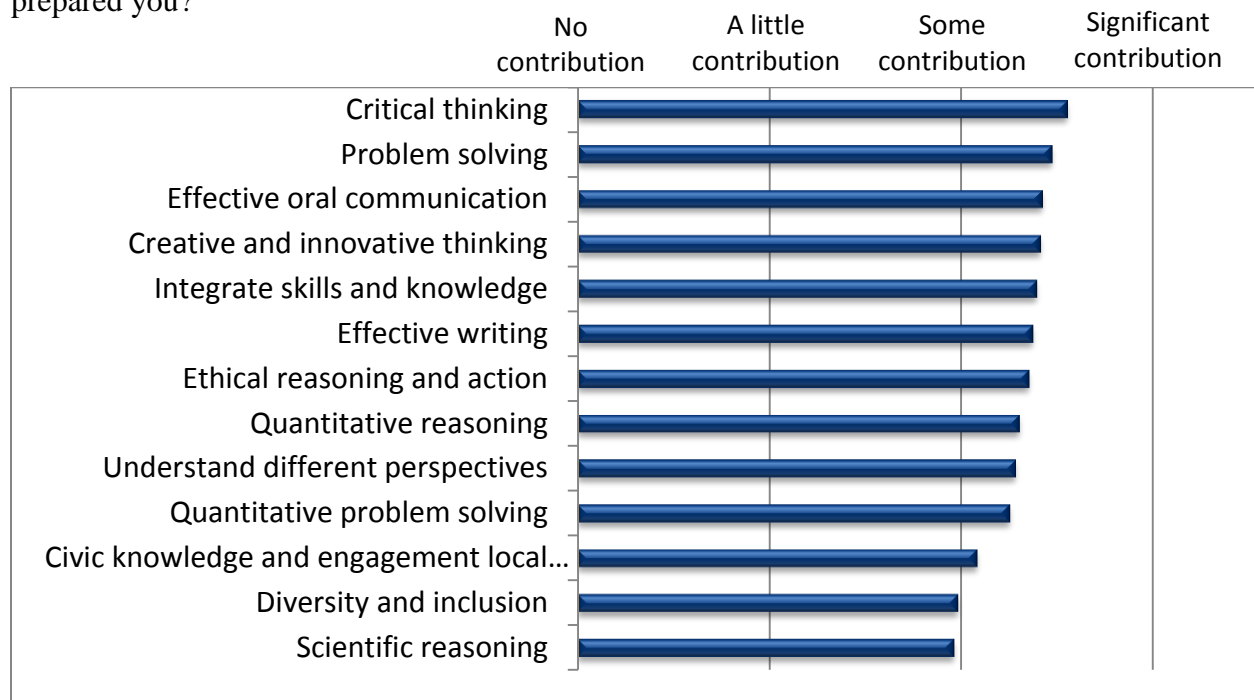 prepared you?
No contribution
A little contribution
Some contribution
Significant contribution
Critical thinking
Problem solving
Effective oral communication
Creative and innovative thinking
Integrate skills and knowledge
Effective writing
Ethical reasoning and action
Quantitative reasoning
Understand different perspectives
Quantitative problem solving
Civic knowledge and engagement local...
Diversity and inclusion
Scientific reasoning